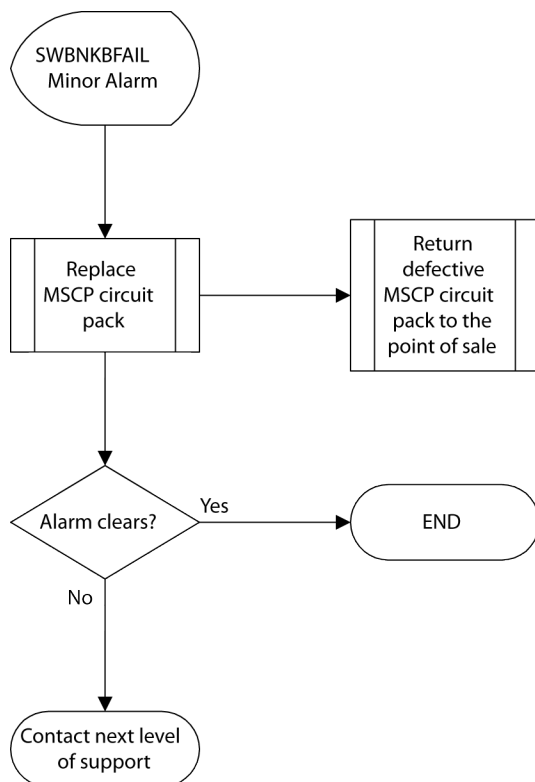 SWBNKBFAIL
Minor Alarm
Replace
MSCP circuit
pack
Return
defective
MSCP circuit
pack to the
point of sale
Alarm clears?
Yes
END
No
Contact next level
of support